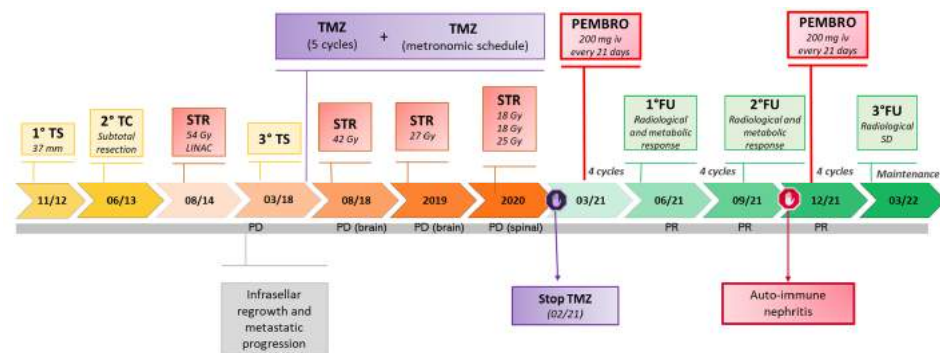 TMZ
(5 cycles)
+
TMZ
(metronomic schedule)
PEMBRO
200 mg iv
every 21 days
PEMBRO
200 mg iv
every 21 days
1° TS
37 mm
2° TC
Subtotal
resection
STR
54 Gy
LINAC
3° TS
STR
42 Gy
STR
27 Gy
STR
18 Gy
18 Gy
25 Gy
1°FU
Radiological
and metabolic
response
2°FU
Radiological and
metabolic
response
3°FU
Radiological
SD
4 cycles
4 cycles
4 cycles
Maintenance
11/12
06/13
08/14
03/18
08/18
2019
2020
03/21
06/21
09/21
12/21
03/22
PD
PD (brain)
PD (brain)
PD (spinal)
PR
PR
PR
Infrasellar
regrowth and
metastatic
progression
Stop TMZ
(02/21)
Auto-immune
nephritis